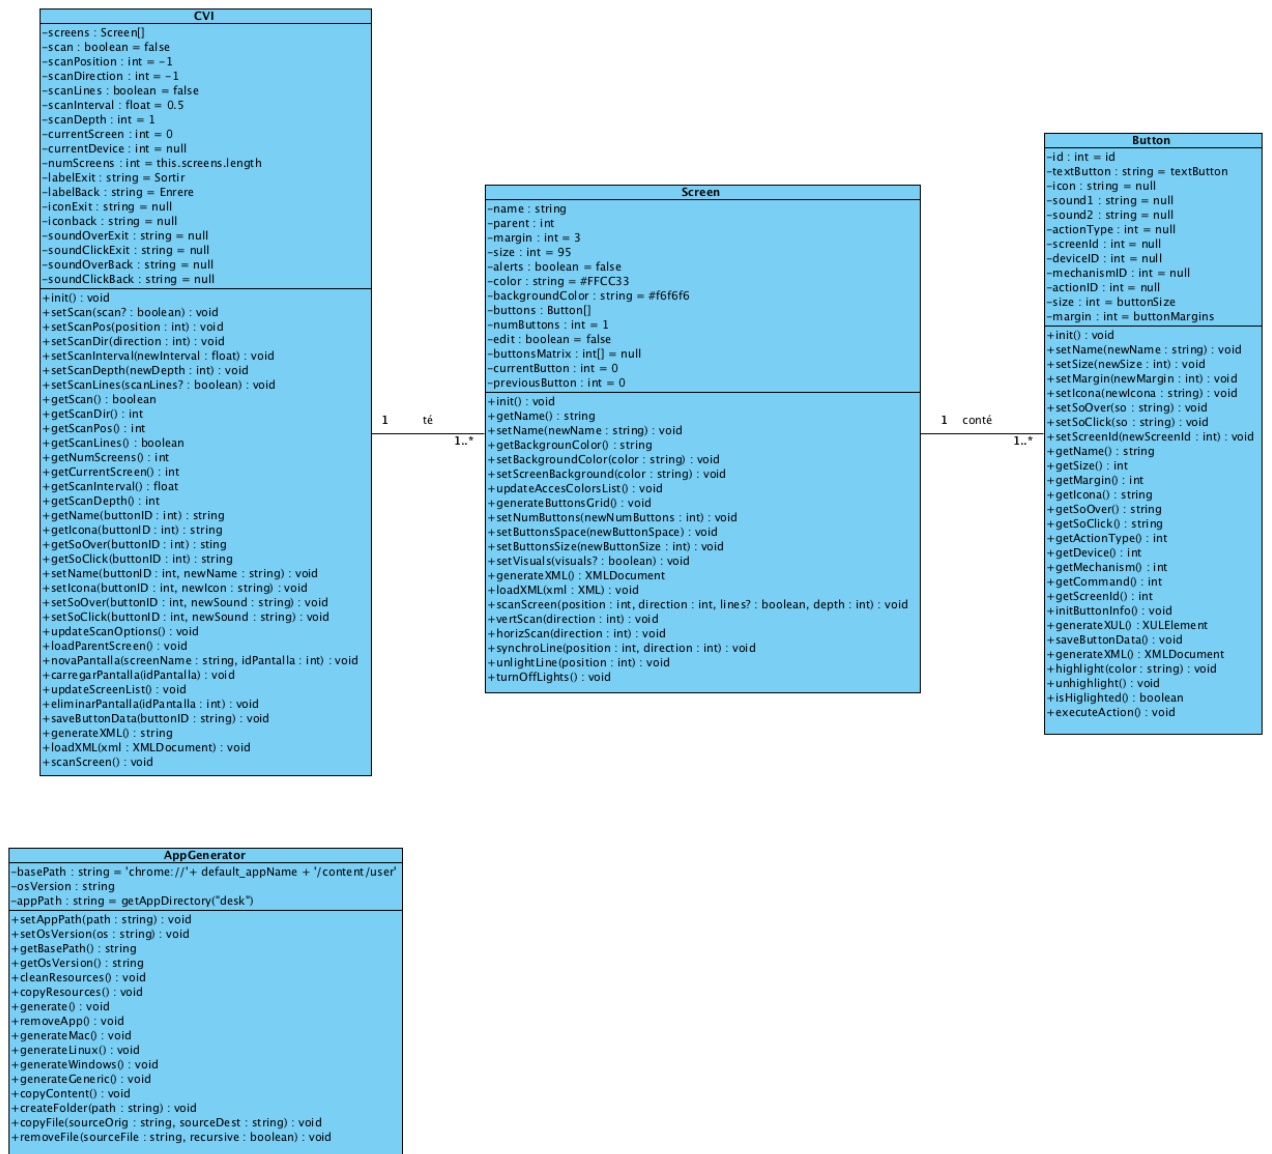 CVI
-screens : Screen[]
-scan : boolean = false
-scanPosition : int = -1
-scanDirection : int = -1
-scanLines : boolean = false
-scanInterval : float = 0.5
-scanDepth : int = 1
-currentScreen : int = 0
-currentDevice : int = null
-numScreens : int = this.screens.length
-labelExit : string = Sortir
-labelBack : string = Enrere
-iconExit : string = null
-iconback : string = null
-soundOverExit : string = null
-soundClickExit : string = null
-soundOverBack : string = null
-soundClickBack : string = null
+init() : void
+setScan(scan? : boolean) : void
+setScanPos(position : int) : void
+setScanDir(direction : int) : void
+setScanInterval(newInterval : float) : void
+setScanDepth(newDepth : int) : void
+setScanLines(scanLines? : boolean) : void
+getScan() : boolean
+getScanDir() : int
+getScanPos() : int
+getScanLines() : boolean
+getNumScreens() : int
+getCurrentScreen() : int
+getScanInterval() : float
+getScanDepth() : int
+getName(buttonID : int) : string
+getIcona(buttonID : int) : string
+getSoOver(buttonID : int) : sting
+getSoClick(buttonID : int) : string
+setName(buttonID : int, newName : string) : void
+setIcona(buttonID : int, newIcon : string) : void
+setSoOver(buttonID : int, newSound : string) : void
+setSoClick(buttonID : int, newSound : string) : void
+updateScanOptions() : void
+loadParentScreen() : void
+novaPantalla(screenName : string, idPantalla : int) : void
+carregarPantalla(idPantalla) : void
+updateScreenList() : void
+eliminarPantalla(idPantalla : int) : void
+saveButtonData(buttonID : string) : void
+generateXML() : string
+loadXML(xml : XMLDocument) : void
+scanScreen() : void
1 té
1..*
Screen
-name : string
-parent : int
-margin : int = 3
-size : int = 95
-alerts : boolean = false
-color : string = #FFCC33
-backgroundColor : string = #f6f6f6
-buttons : Button[]
-numButtons : int = 1
-edit : boolean = false
-buttonsMatrix : int[] = null
-currentButton : int = 0
-previousButton : int = 0
+init() : void
+getName() : string
+setName(newName : string) : void
+getBackgrounColor() : string
+setBackgroundColor(color : string) : void
+setScreenBackground(color : string) : void
+updateAccesColorsList() : void
+generateButtonsGrid() : void
+setNumButtons(newNumButtons : int) : void
+setButtonsSpace(newButtonSpace) : void
+setButtonsSize(newButtonSize : int) : void
+setVisuals(visuals? : boolean) : void
+generateXML() : XMLDocument
+loadXML(xml : XML) : void
+scanScreen(position : int, direction : int, lines? : boolean, depth : int) : void
+vertScan(direction : int) : void
+horizScan(direction : int) : void
+synchroLine(position : int, direction : int) : void
+unlightLine(position : int) : void
+turnOffLights() : void
1 conté
1..*
Button
-id : int = id
-textButton : string = textButton
-icon : string = null
-sound1 : string = null
-sound2 : string = null
-actionType : int = null
-screenId : int = null
-deviceID : int = null
-mechanismID : int = null
-actionID : int = null
-size : int = buttonSize
-margin : int = buttonMargins
+init() : void
+setName(newName : string) : void
+setSize(newSize : int) : void
+setMargin(newMargin : int) : void
+setIcona(newIcona : string) : void
+setSoOver(so : string) : void
+setSoClick(so : string) : void
+setScreenId(newScreenId : int) : void
+getName() : string
+getSize() : int
+getMargin() : int
+getIcona() : string
+getSoOver() : string
+getSoClick() : string
+getActionType() : int
+getDevice() : int
+getMechanism() : int
+getCommand() : int
+getScreenId() : int
+initButtonInfo() : void
+generateXUL() : XULElement
+saveButtonData() : void
+generateXML() : XMLDocument
+highlight(color : string) : void
+unhighlight() : void
+isHiglighted() : boolean
+executeAction() : void
AppGenerator
-basePath : string = 'chrome://'+ default_appName + '/content/user'
-osVersion : string
-appPath : string = getAppDirectory("desk")
+setAppPath(path : string) : void
+setOsVersion(os : string) : void
+getBasePath() : string
+getOsVersion() : string
+cleanResources() : void
+copyResources() : void
+generate() : void
+removeApp() : void
+generateMac() : void
+generateLinux() : void
+generateWindows() : void
+generateGeneric() : void
+copyContent() : void
+createFolder(path : string) : void
+copyFile(sourceOrig : string, sourceDest : string) : void
+removeFile(sourceFile : string, recursive : boolean) : void